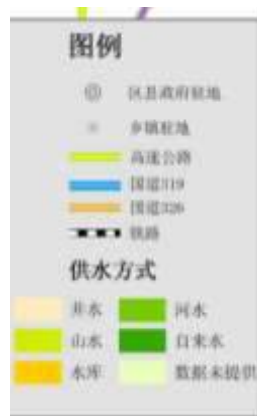 图例
区县政府驻地
乡镇驻地
高速公路
国道319
国道326
铁路
供水方式
井水 河水
山水 自来水
水库 数据未提供